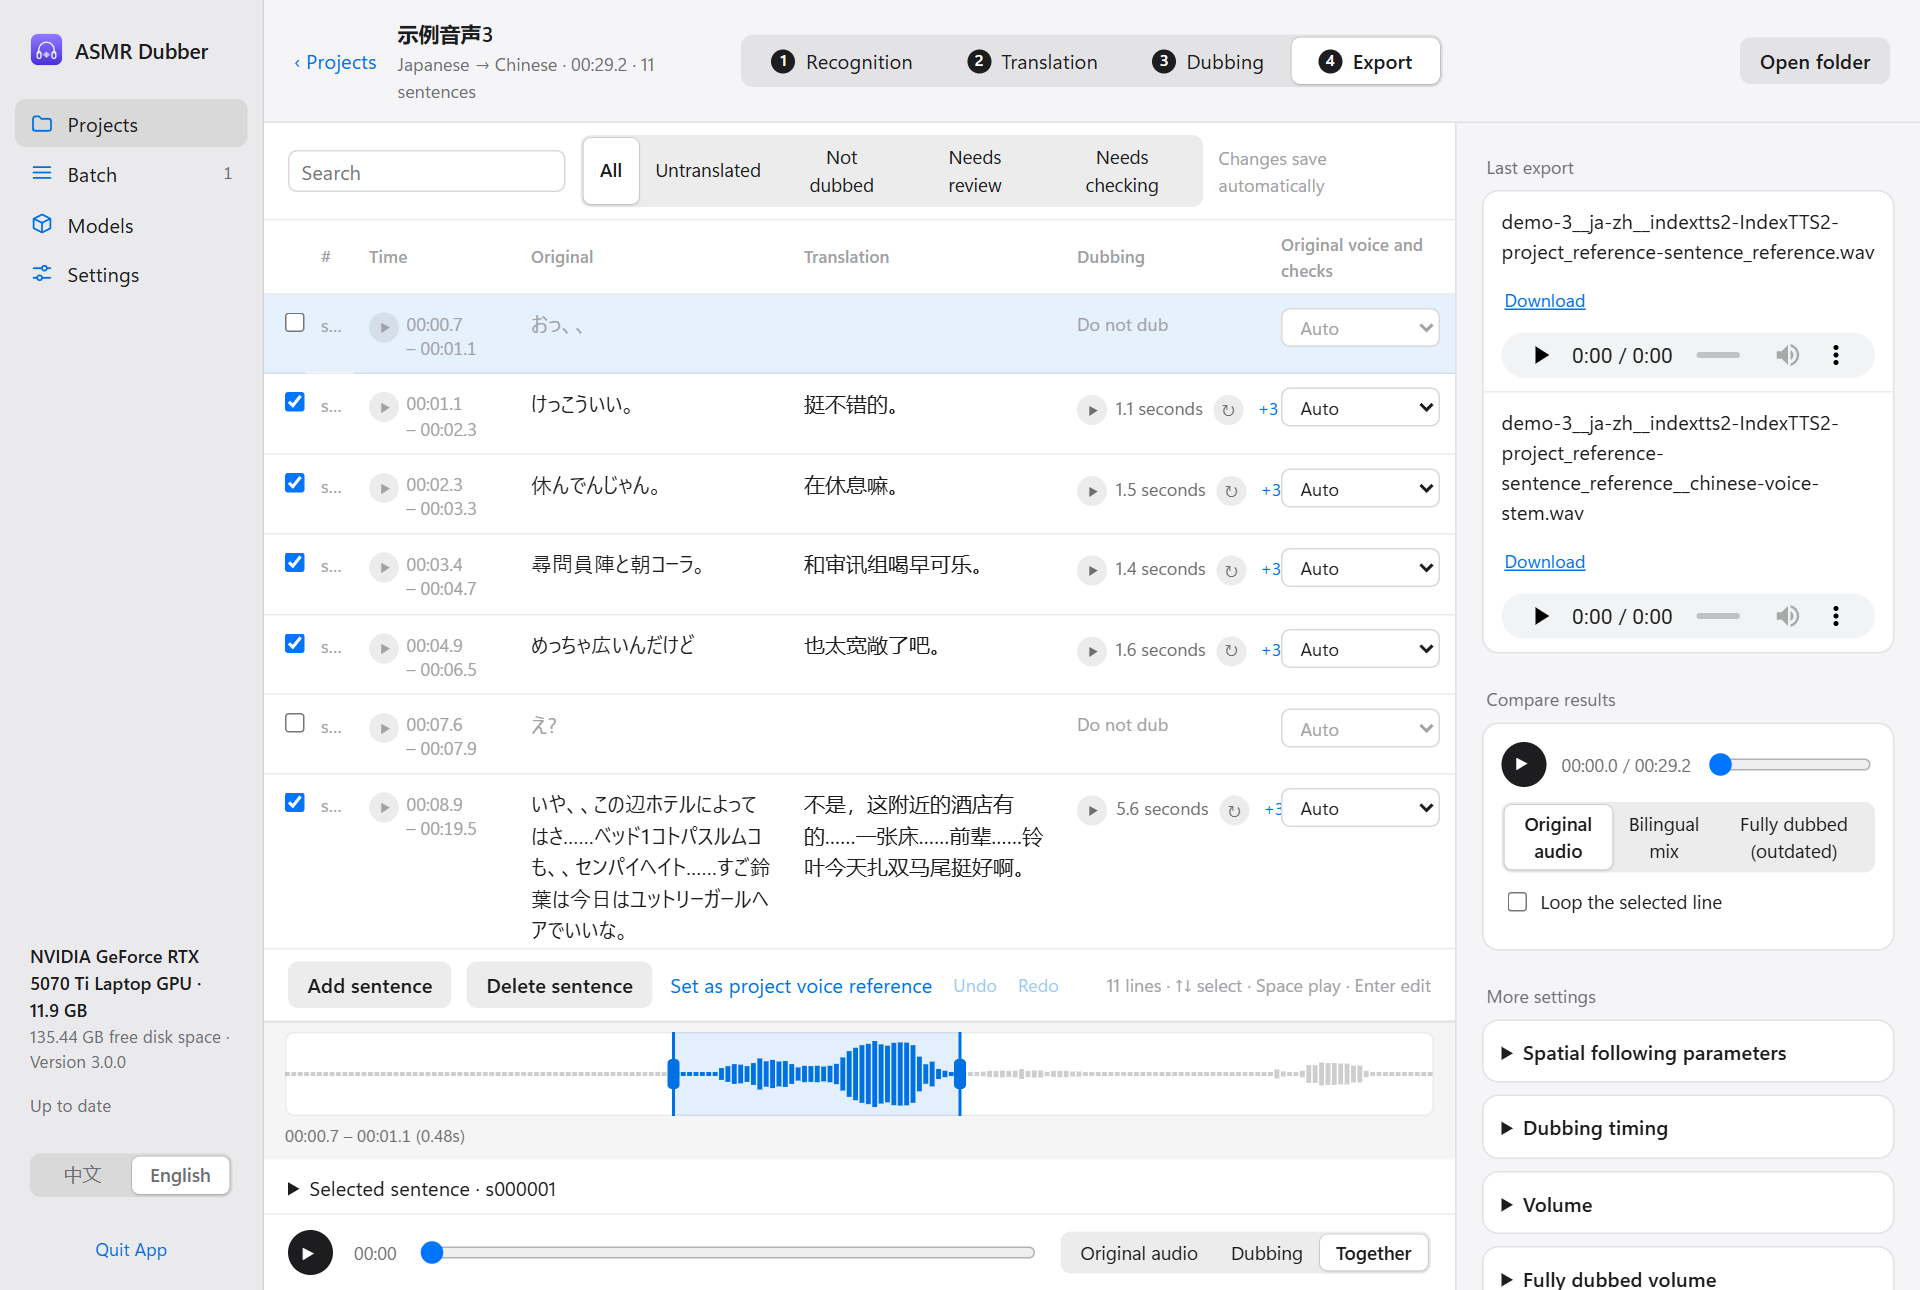 ASMR Dubber
Projects
Batch 1
Models
Settings
NVIDIA GeForce RTX
5070 Ti Laptop GPU ·
11.9 GB
135.44 GB free disk space ·
Version 3.0.0
Up to date
中文 English
Quit App
‹ Projects
示例音声3
Japanese → Chinese · 00:29.2 · 11
sentences
1 Recognition 2 Translation 3 Dubbing 4 Export
Open folder
Search
All Untranslated Not dubbed Needs review Needs checking
Changes save
automatically
# Time Original Translation Dubbing Original voice and checks
s... 00:00.7 おっ、、 Do not dub Auto
– 00:01.1
s... 00:01.1 けっこういい。 挺不错的。 1.1 seconds ↻ +3 Auto
– 00:02.3
s... 00:02.3 休んでんじゃん。 在休息嘛。 1.5 seconds ↻ +3 Auto
– 00:03.3
s... 00:03.4 尋問員陣と朝コーラ。 和审讯组喝早可乐。 1.4 seconds ↻ +3 Auto
– 00:04.7
s... 00:04.9 めっちゃ広いんだけど 也太宽敞了吧。 1.6 seconds ↻ +3 Auto
– 00:06.5
s... 00:07.6 え? Do not dub Auto
– 00:07.9
s... 00:08.9 いや、、この辺ホテルによって 不是，这附近的酒店有 5.6 seconds ↻ +3 Auto
– 00:19.5 はさ……ベッド1コトパスルムコ 的……一张床……前辈……铃
も、、センパイヘイト……すご鈴 叶今天扎双马尾挺好啊。
葉は今日はユットリーガールヘ
アでいいな。
Add sentence Delete sentence Set as project voice reference Undo Redo 11 lines · ↑↓ select · Space play · Enter edit
00:00.7 – 00:01.1 (0.48s)
Selected sentence · s000001
00:00 Original audio Dubbing Together
Last export
demo-3__ja-zh__indextts2-IndexTTS2-
project_reference-sentence_reference.wav
Download
0:00 / 0:00
demo-3__ja-zh__indextts2-IndexTTS2-
project_reference-
sentence_reference__chinese-voice-
stem.wav
Download
0:00 / 0:00
Compare results
00:00.0 / 00:29.2
Original audio Bilingual mix Fully dubbed (outdated)
Loop the selected line
More settings
Spatial following parameters
Dubbing timing
Volume
Fully dubbed volume